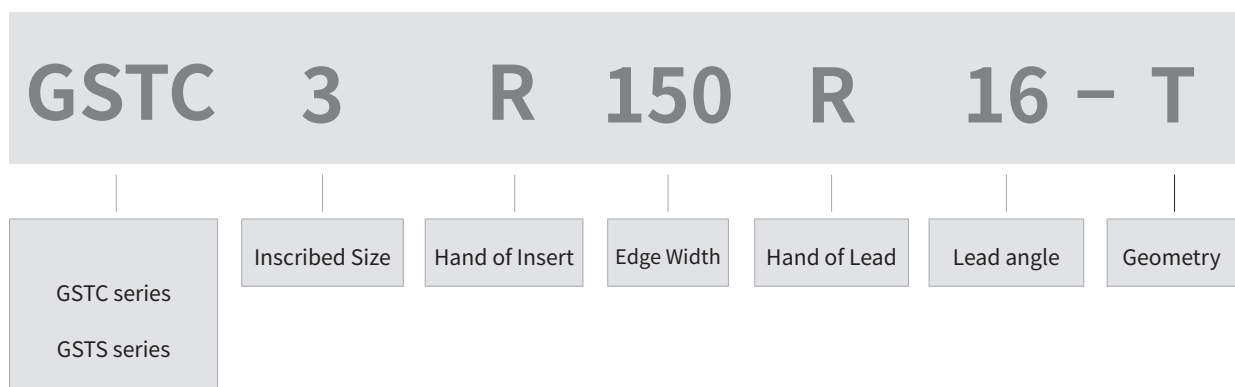 GSTC 3 R 150 R 16 – T
Inscribed Size Hand of Insert Edge Width Hand of Lead Lead angle Geometry
GSTC series
GSTS series